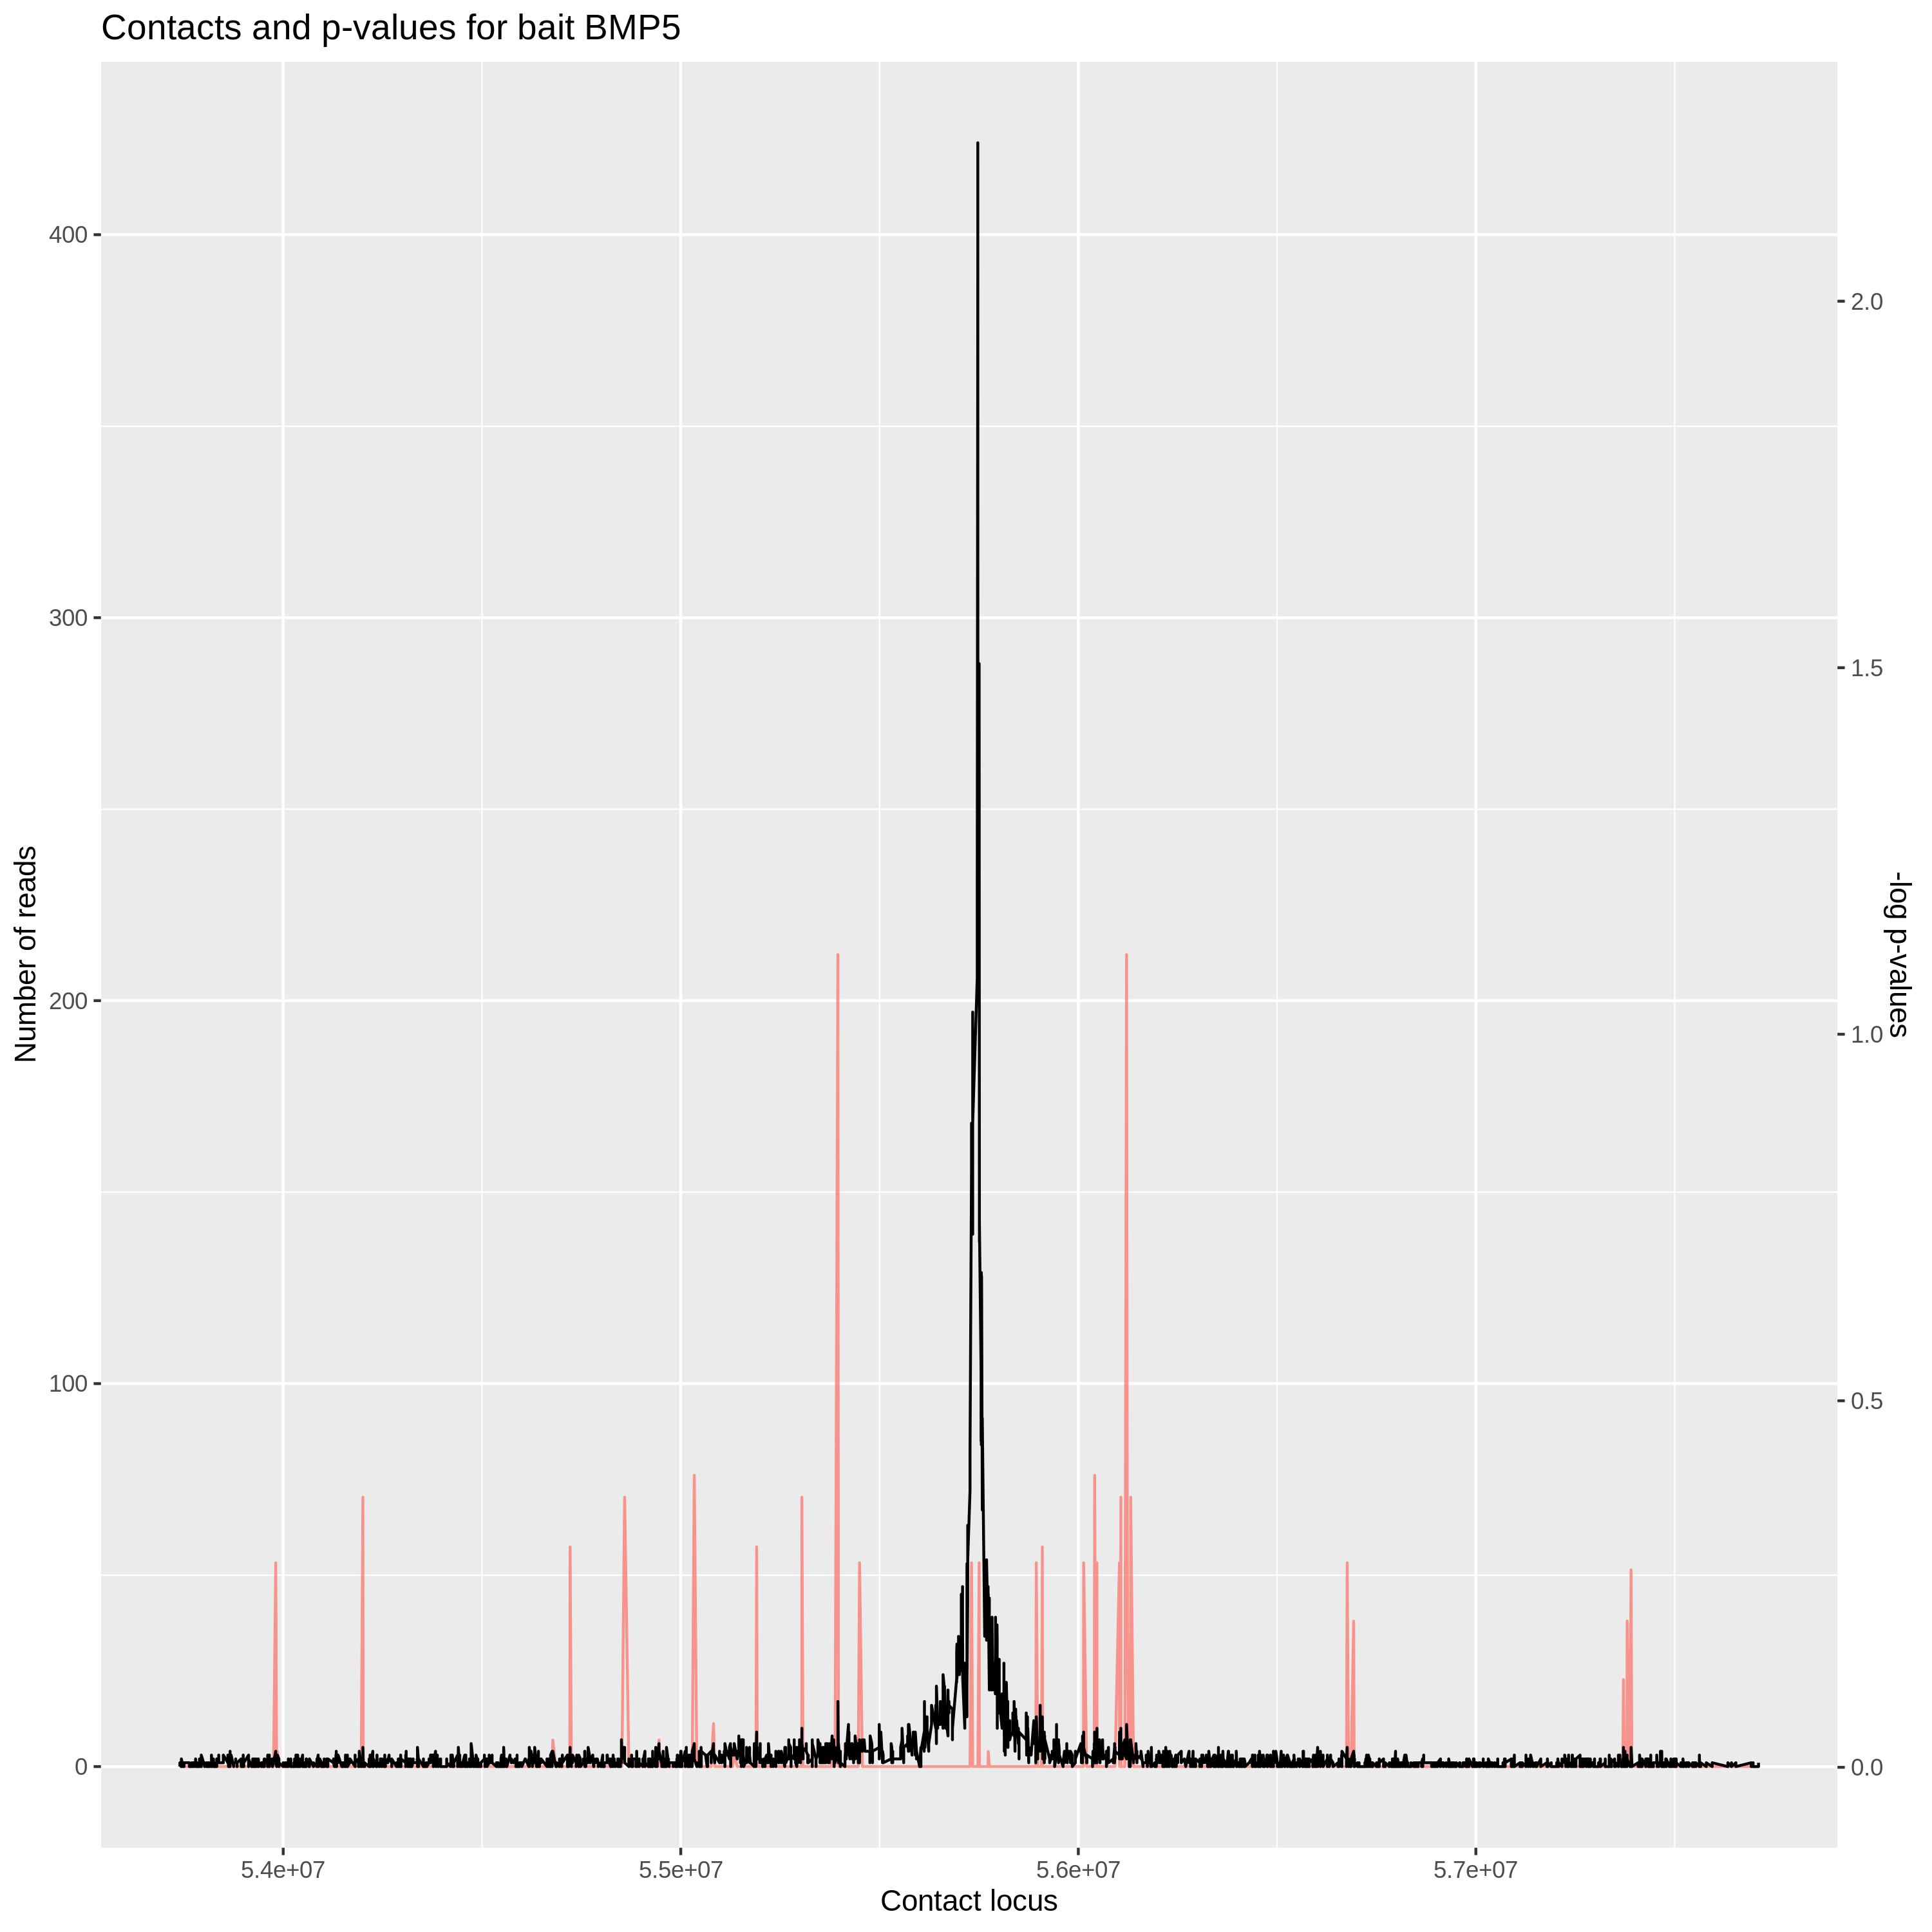 Contacts and p-values for bait BMP5
Number of reads
400
300
200
100
0
2.0
1.5
1.0
0.5
0.0
-log p-values
5.4e+07
5.5e+07
5.6e+07
5.7e+07
Contact locus